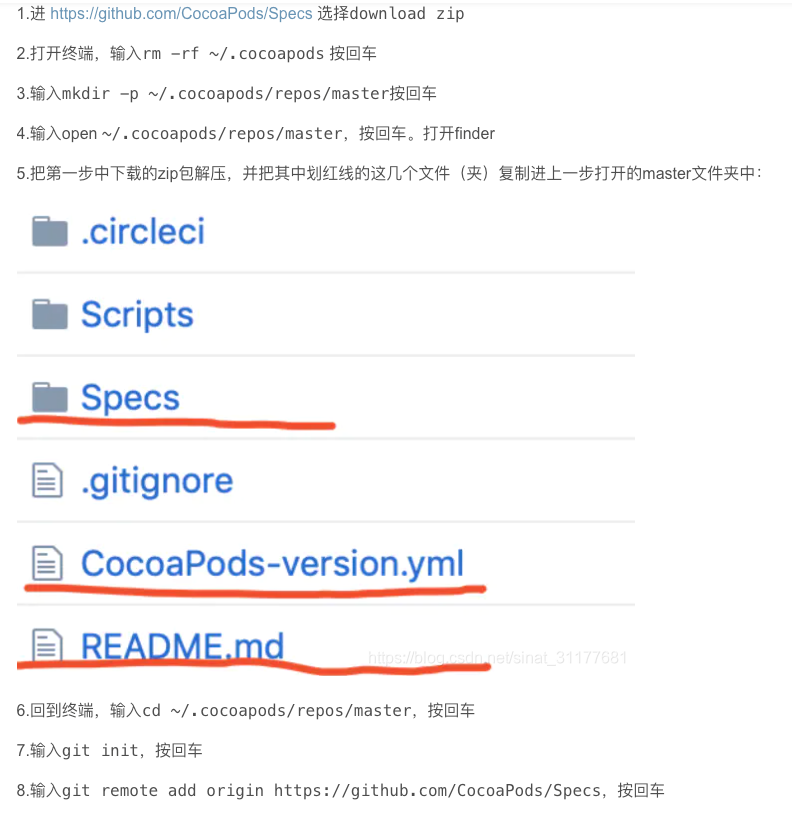 1.进 https://github.com/CocoaPods/Specs 选择download zip
2.打开终端，输入rm -rf ~/.cocoapods 按回车
3.输入mkdir -p ~/.cocoapods/repos/master按回车
4.输入open ~/.cocoapods/repos/master，按回车。打开finder
5.把第一步中下载的zip包解压，并把其中划红线的这几个文件（夹）复制进上一步打开的master文件夹中：
.circleci
Scripts
Specs
.gitignore
CocoaPods-version.yml
README.md
https://blog.csdn.net/sinat_31177681
6.回到终端，输入cd ~/.cocoapods/repos/master，按回车
7.输入git init，按回车
8.输入git remote add origin https://github.com/CocoaPods/Specs，按回车